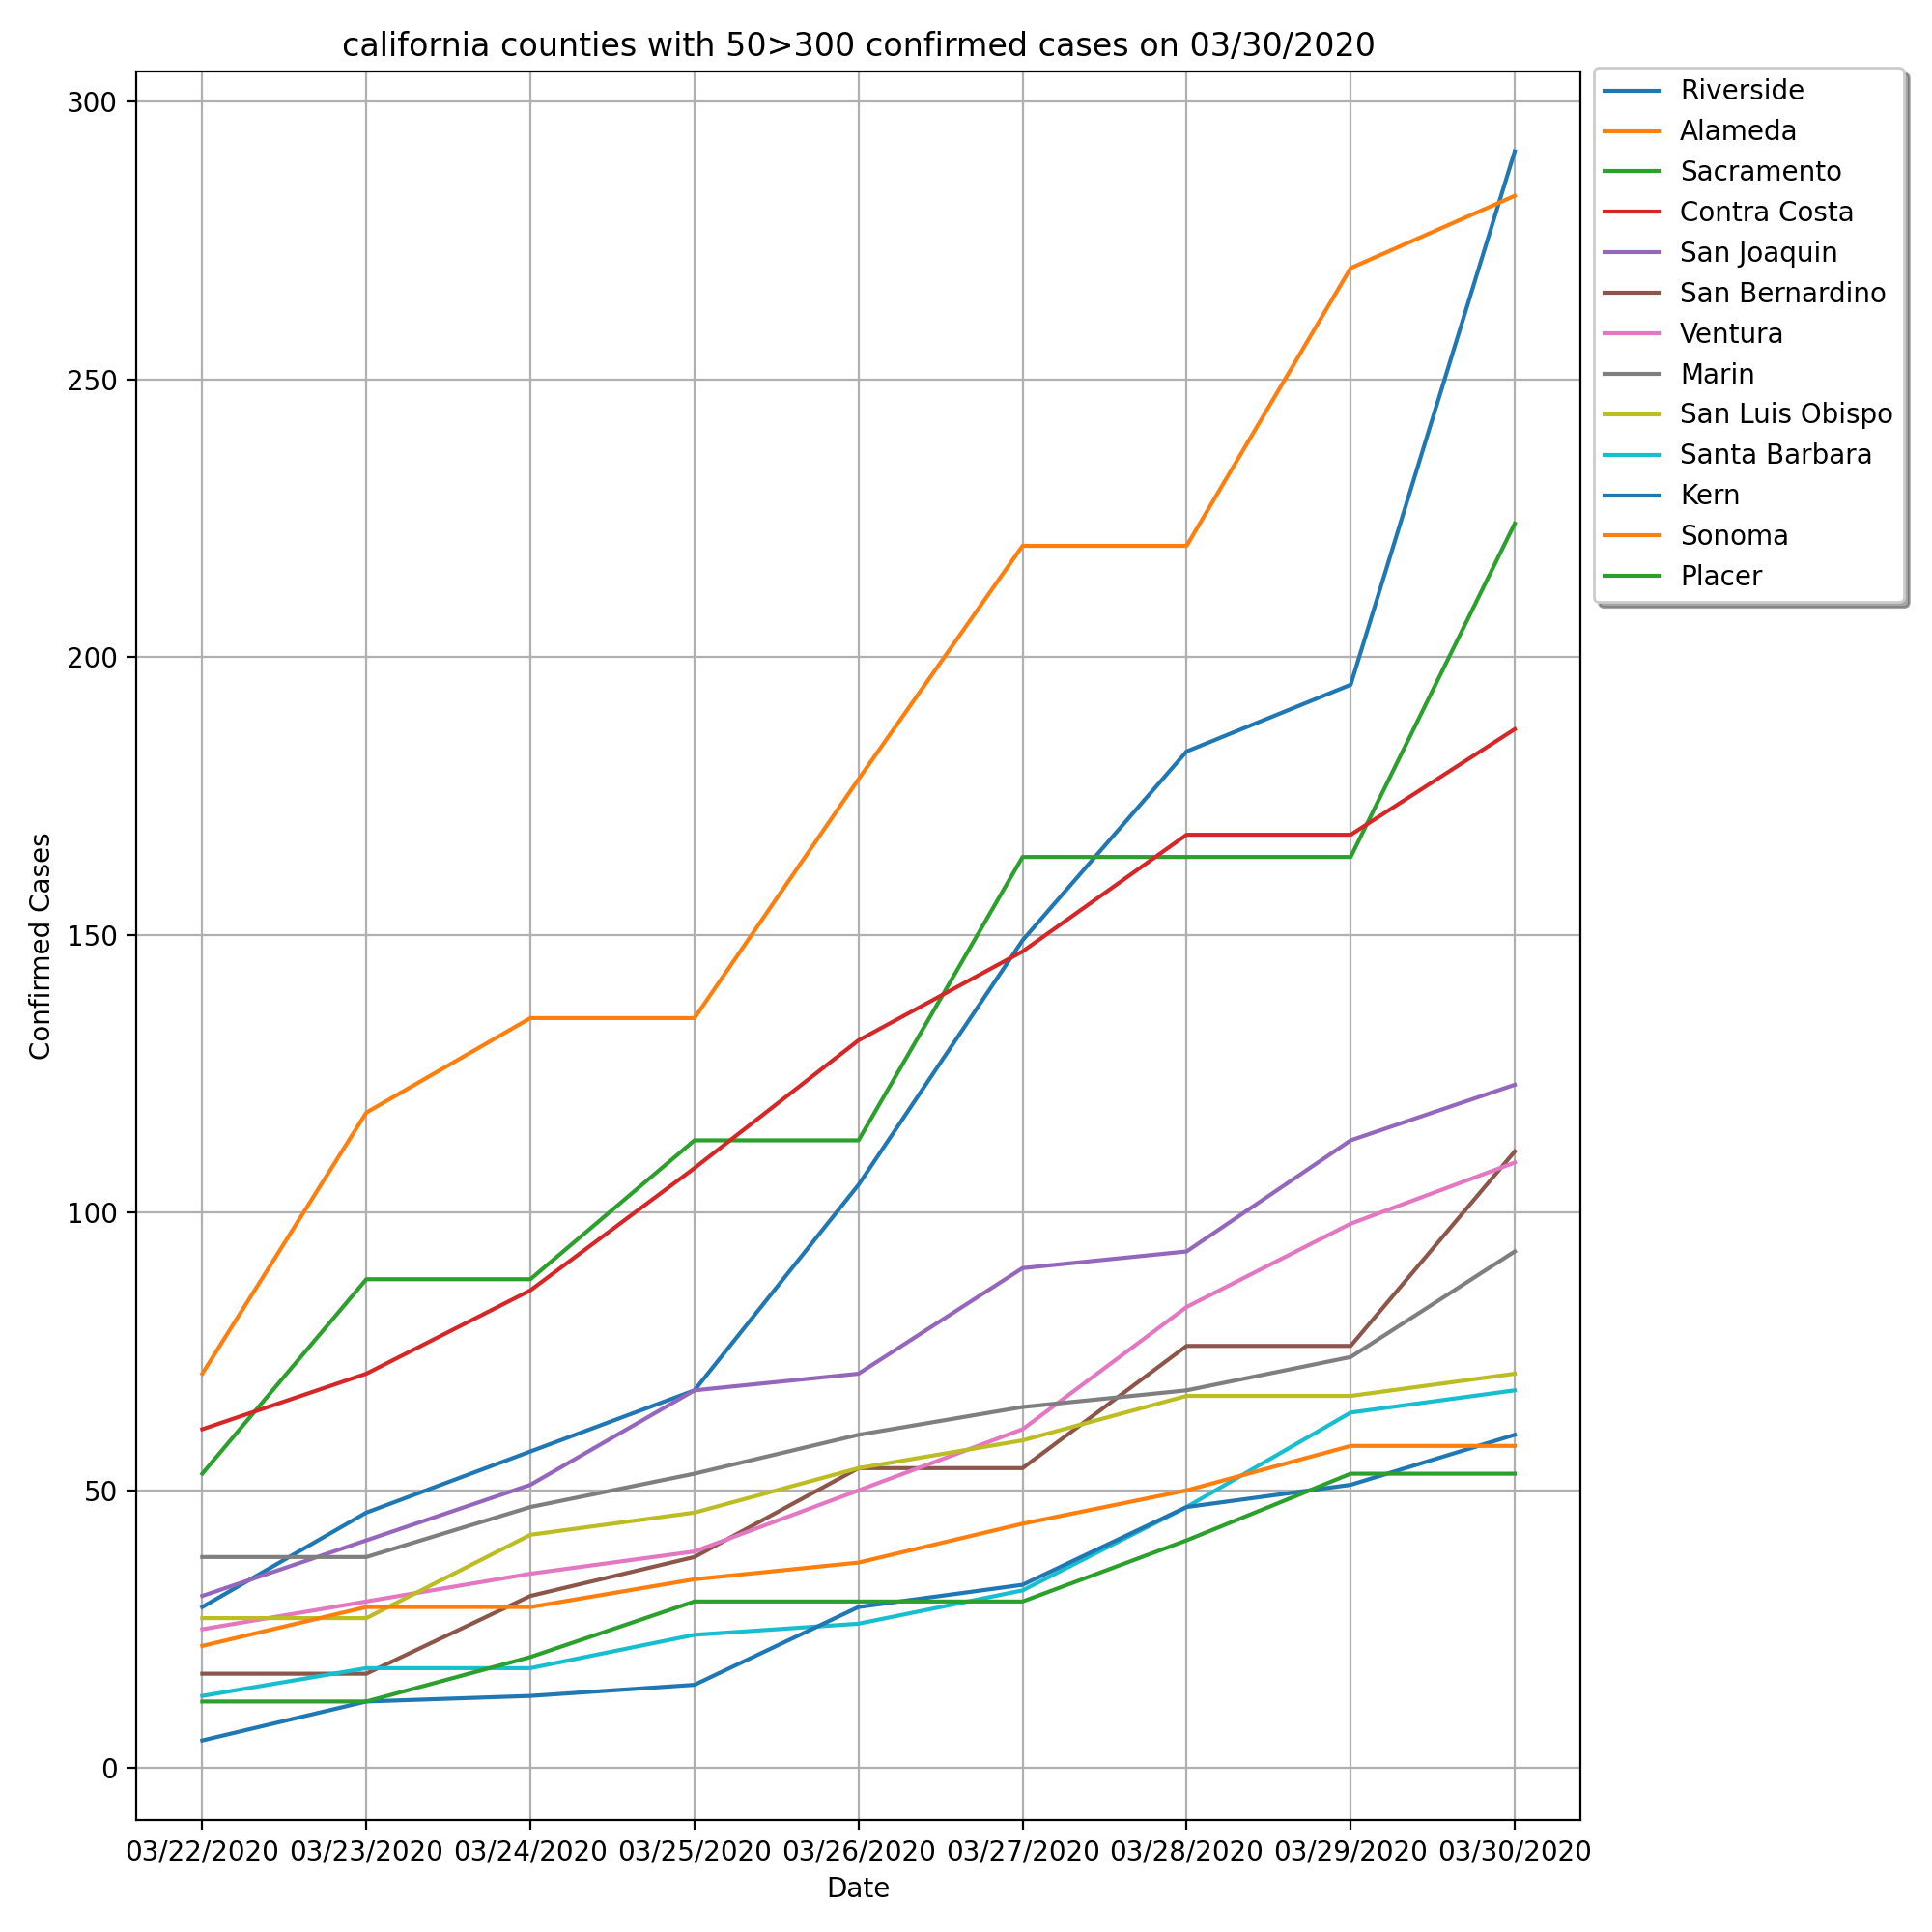 california counties with 50>300 confirmed cases on 03/30/2020
300
250
200
150
100
50
0
Confirmed Cases
03/22/2020 03/23/2020 03/24/2020 03/25/2020 03/26/2020 03/27/2020 03/28/2020 03/29/2020 03/30/2020
Date
Riverside
Alameda
Sacramento
Contra Costa
San Joaquin
San Bernardino
Ventura
Marin
San Luis Obispo
Santa Barbara
Kern
Sonoma
Placer